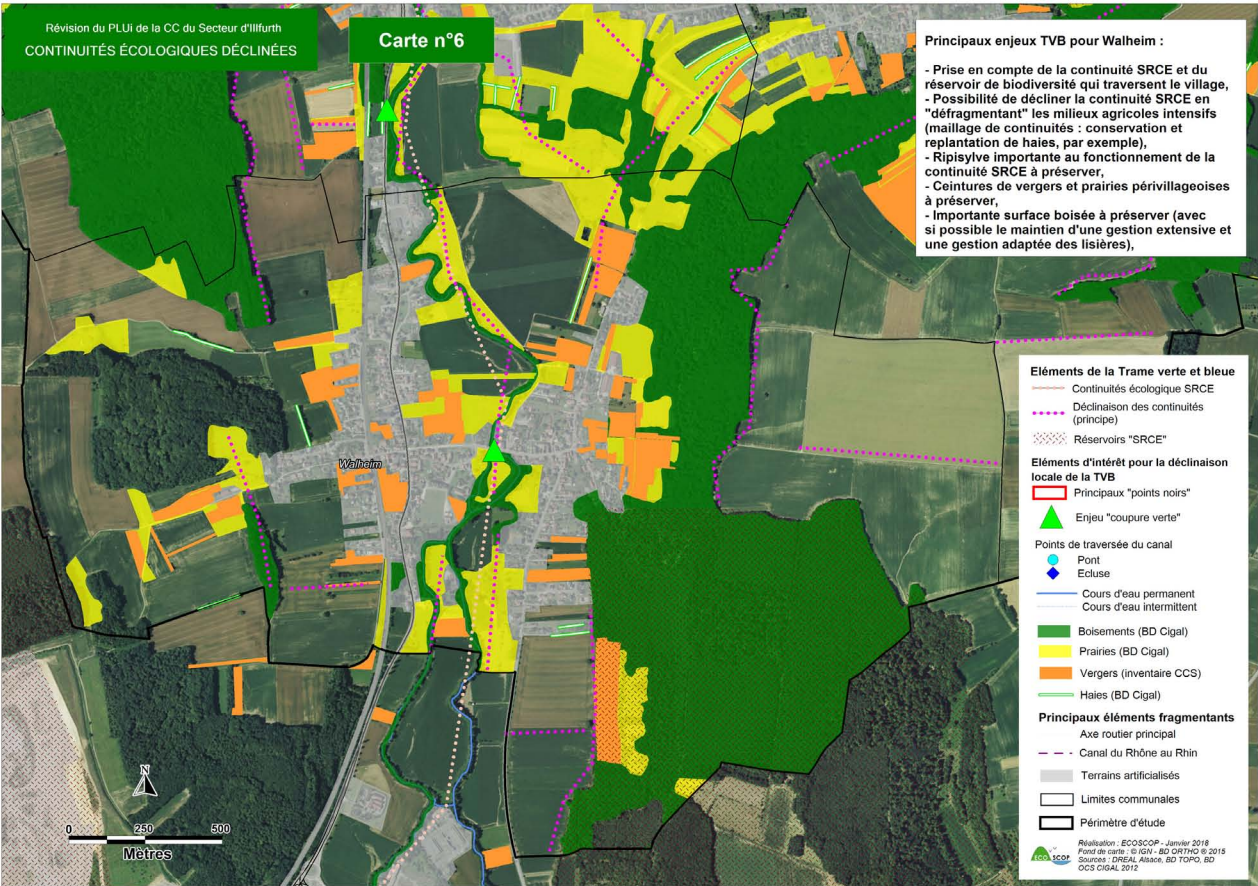 Révision du PLUi de la CC du Secteur d'Illfurth
CONTINUITÉS ÉCOLOGIQUES DÉCLINÉES
Carte n°6
Principaux enjeux TVB pour Walheim :
- Prise en compte de la continuité SRCE et du
réservoir de biodiversité qui traversent le village,
- Possibilité de décliner la continuité SRCE en
"défragmentant" les milieux agricoles intensifs
(maillage de continuités : conservation et
replantation de haies, par exemple),
- Ripisylve importante au fonctionnement de la
continuité SRCE à préserver,
- Ceintures de vergers et prairies périvillageoises
à préserver,
- Importante surface boisée à préserver (avec
si possible le maintien d'une gestion extensive et
une gestion adaptée des lisières),
Walheim
N
0 250 500
Mètres
Eléments de la Trame verte et bleue
Continuités écologique SRCE
Déclinaison des continuités
(principe)
Réservoirs "SRCE"
Eléments d'intérêt pour la déclinaison
locale de la TVB
Principaux "points noirs"
Enjeu "coupure verte"
Points de traversée du canal
Pont
Ecluse
Cours d'eau permanent
Cours d'eau intermittent
Boisements (BD Cigal)
Prairies (BD Cigal)
Vergers (inventaire CCS)
Haies (BD Cigal)
Principaux éléments fragmentants
Axe routier principal
Canal du Rhône au Rhin
Terrains artificialisés
Limites communales
Périmètre d'étude
ECO SCOP
Réalisation : ECOSCOP - Janvier 2018
Fond de carte : © IGN - BD ORTHO ® 2015
Sources : DREAL Alsace, BD TOPO, BD
OCS CIGAL 2012